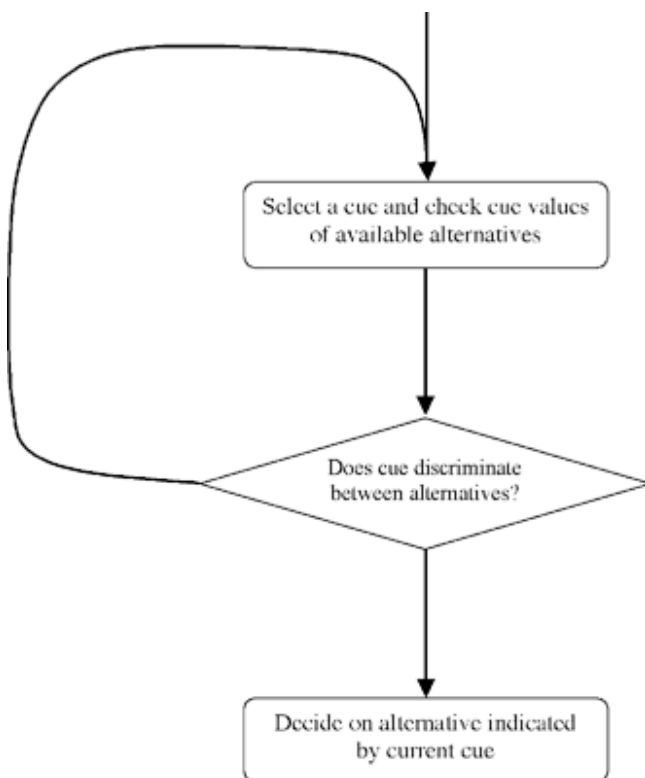 Select a cue and check cue values
of available alternatives
Does cue discriminate
between alternatives?
Decide on alternative indicated
by current cue